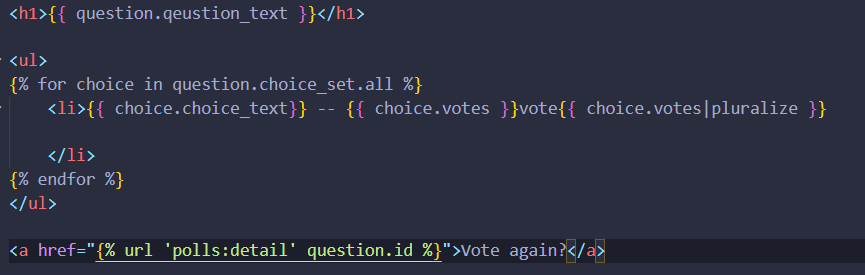 <h1>{{ question.qeustion_text }}</h1>
<ul>
{% for choice in question.choice_set.all %}
<li>{{ choice.choice_text}} -- {{ choice.votes }}vote{{ choice.votes|pluralize }}
</li>
{% endfor %}
</ul>
<a href="{% url 'polls:detail' question.id %}">Vote again?</a>